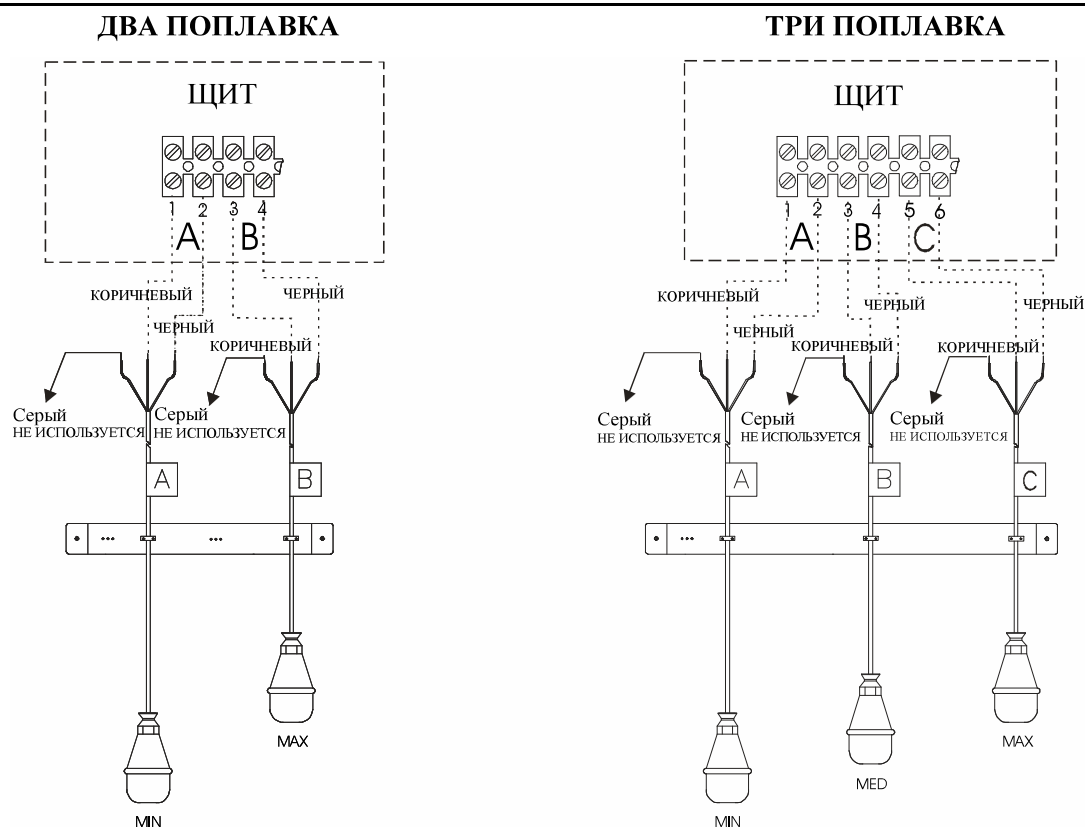 ДВА ПОПЛАВКА
ЩИТ
1 2 3 4
A B
КОРИЧНЕВЫЙ
ЧЕРНЫЙ
ЧЕРНЫЙ
КОРИЧНЕВЫЙ
Серый
НЕ ИСПОЛЬЗУЕТСЯ
Серый
НЕ ИСПОЛЬЗУЕТСЯ
A
B
MAX
MIN
ТРИ ПОПЛАВКА
ЩИТ
1 2 3 4 5 6
A B C
КОРИЧНЕВЫЙ
ЧЕРНЫЙ
ЧЕРНЫЙ
ЧЕРНЫЙ
КОРИЧНЕВЫЙ
КОРИЧНЕВЫЙ
Серый
НЕ ИСПОЛЬЗУЕТСЯ
Серый
НЕ ИСПОЛЬЗУЕТСЯ
Серый
НЕ ИСПОЛЬЗУЕТСЯ
A
B
C
MAX
MED
MIN